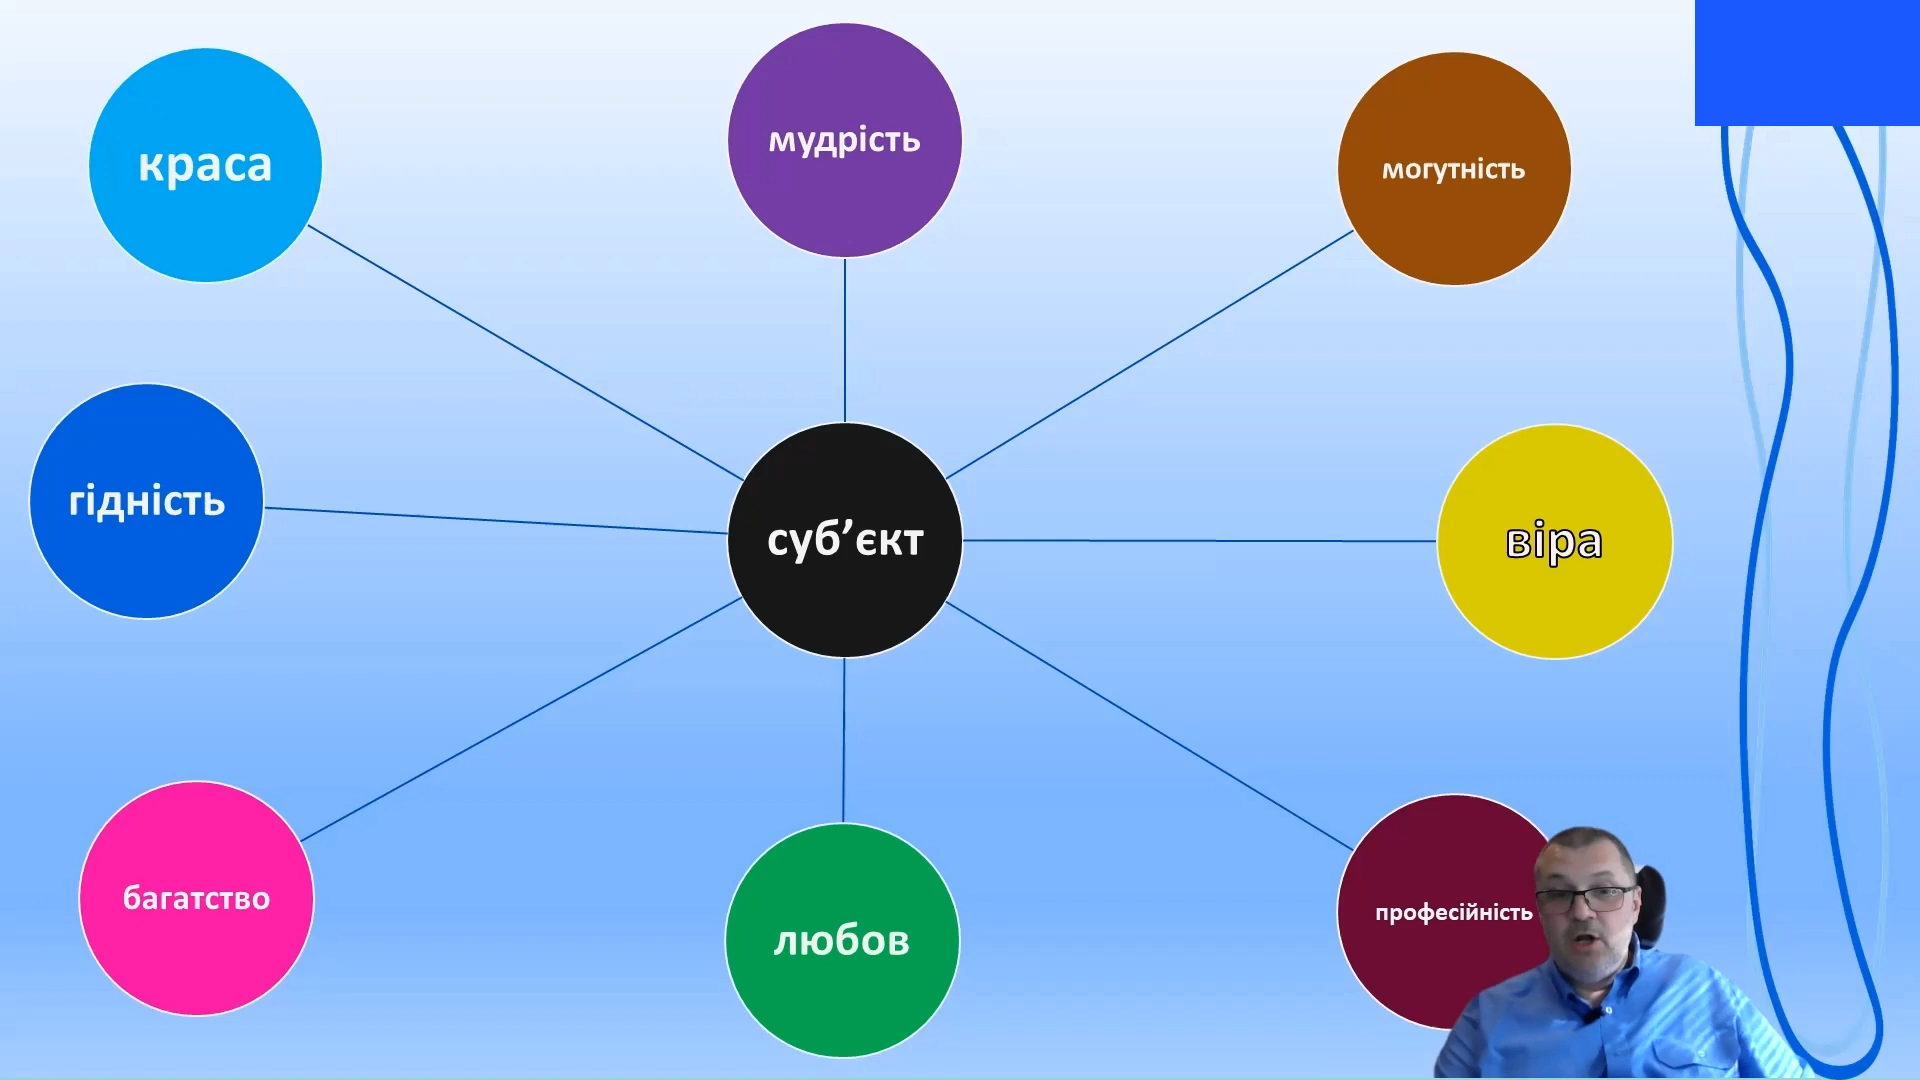 краса
мудрість
могутність
гідність
суб’єкт
віра
багатство
любов
професійність